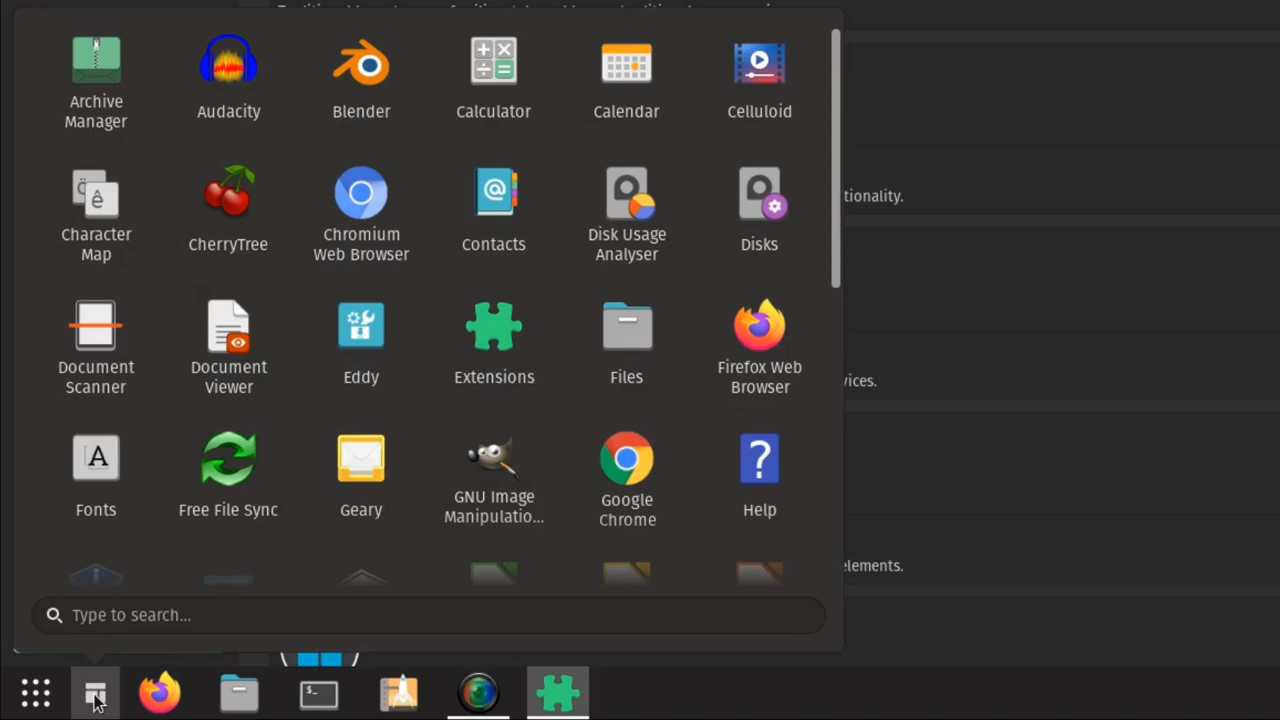 Archive
Manager
Audacity
Blender
Calculator
Calendar
Celluloid
Character
Map
CherryTree
Chromium
Web Browser
Contacts
Disk Usage
Analyser
Disks
tionality.
Document
Scanner
Document
Viewer
Eddy
Extensions
Files
Firefox Web
Browser
vices.
Fonts
Free File Sync
Geary
GNU Image
Manipulatio...
Google
Chrome
Help
elements.
Type to search...